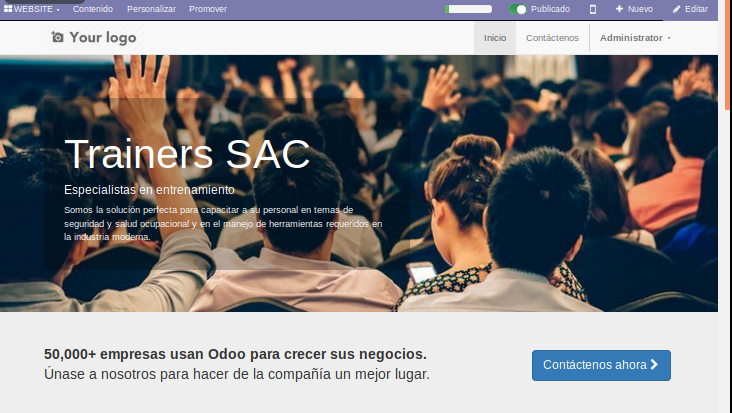 WEBSITE Contenido Personalizar Promover Publicado Nuevo Editar
Your logo Inicio Contáctenos Administrator
Trainers SAC
Especialistas en entrenamiento
Somos la solución perfecta para capacitar a su personal en temas de
seguridad y salud ocupacional y en el manejo de herramientas requeridos en
la industria moderna.
50,000+ empresas usan Odoo para crecer sus negocios.
Únase a nosotros para hacer de la compañía un mejor lugar.
Contáctenos ahora